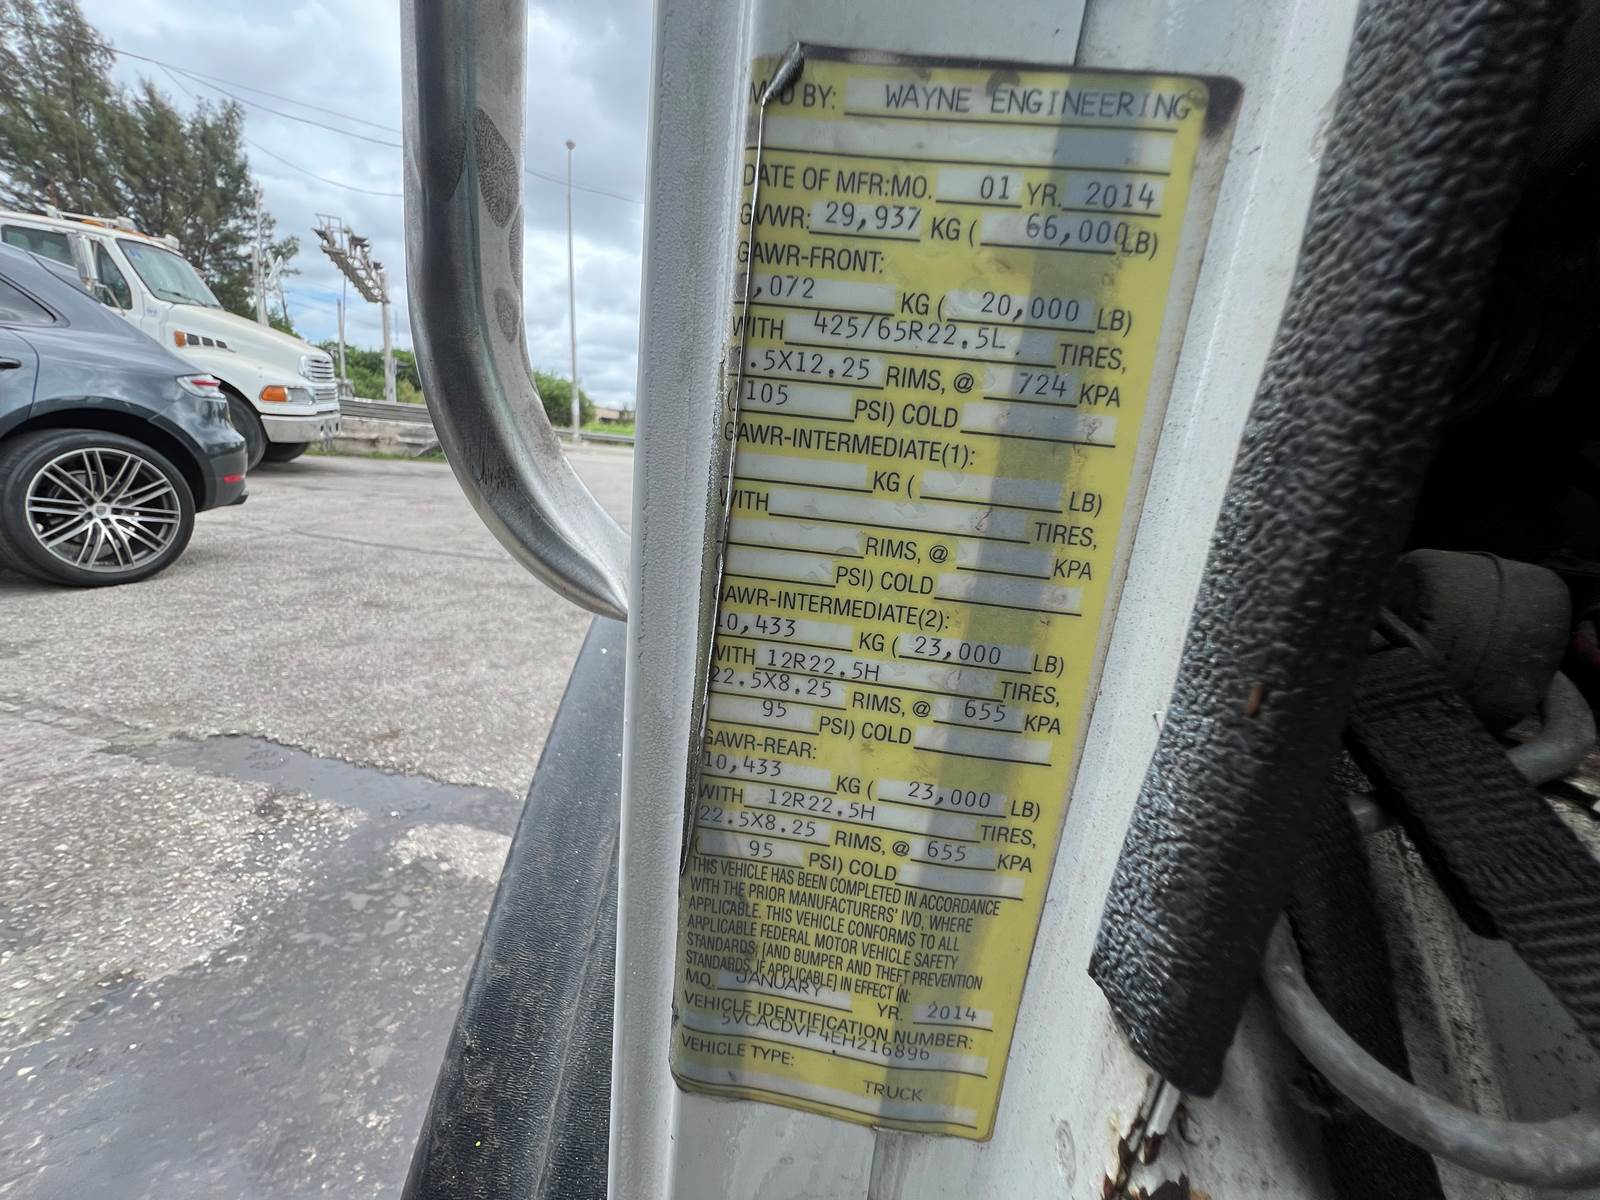 MFD BY: WAYNE ENGINEERING
DATE OF MFR:MO. 01 YR. 2014
GVWR: 29,937 KG ( 66,000 LB)
GAWR-FRONT:
,072 KG ( 20,000 LB)
WITH 425/65R22.5L TIRES,
.5X12.25 RIMS, @ 724 KPA
( 105 PSI) COLD
GAWR-INTERMEDIATE(1):
KG ( LB)
WITH TIRES,
RIMS, @ KPA
PSI) COLD
GAWR-INTERMEDIATE(2):
10,433 KG ( 23,000 LB)
WITH 12R22.5H TIRES,
22.5X8.25 RIMS, @ 655 KPA
95 PSI) COLD
GAWR-REAR:
10,433 KG ( 23,000 LB)
WITH 12R22.5H TIRES,
22.5X8.25 RIMS, @ 655 KPA
( 95 PSI) COLD
THIS VEHICLE HAS BEEN COMPLETED IN ACCORDANCE
WITH THE PRIOR MANUFACTURERS' IVD, WHERE
APPLICABLE. THIS VEHICLE CONFORMS TO ALL
APPLICABLE FEDERAL MOTOR VEHICLE SAFETY
STANDARDS, [AND BUMPER AND THEFT PREVENTION
STANDARDS, IF APPLICABLE] IN EFFECT IN:
MO. JANUARY YR. 2014
VEHICLE IDENTIFICATION NUMBER:
5VCACDVF4EH216896
VEHICLE TYPE:
TRUCK